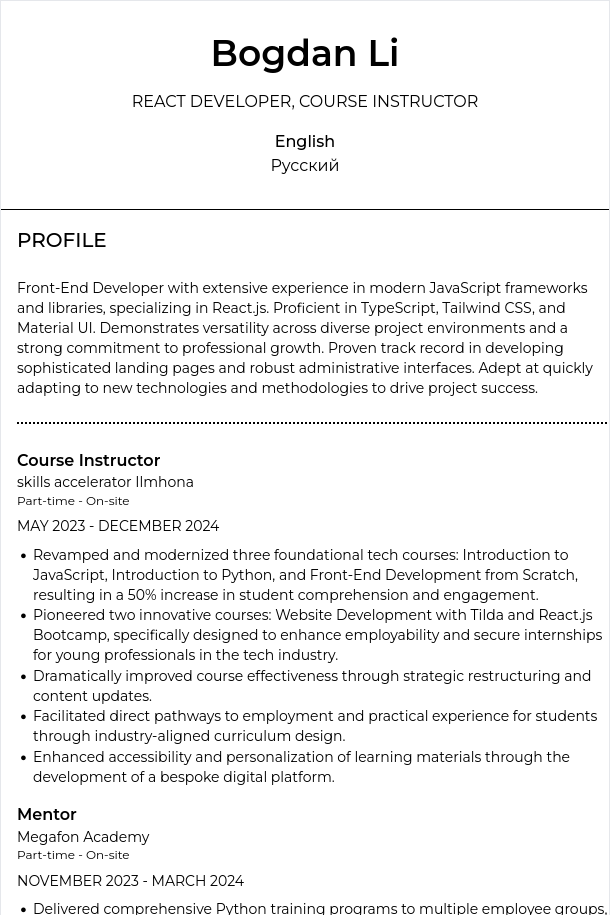 Bogdan Li
REACT DEVELOPER, COURSE INSTRUCTOR
English
Русский
PROFILE
Front-End Developer with extensive experience in modern JavaScript frameworks
and libraries, specializing in React.js. Proficient in TypeScript, Tailwind CSS, and
Material UI. Demonstrates versatility across diverse project environments and a
strong commitment to professional growth. Proven track record in developing
sophisticated landing pages and robust administrative interfaces. Adept at quickly
adapting to new technologies and methodologies to drive project success.
Course Instructor
skills accelerator Ilmhona
Part-time - On-site
MAY 2023 - DECEMBER 2024
• Revamped and modernized three foundational tech courses: Introduction to
JavaScript, Introduction to Python, and Front-End Development from Scratch,
resulting in a 50% increase in student comprehension and engagement.
• Pioneered two innovative courses: Website Development with Tilda and React.js
Bootcamp, specifically designed to enhance employability and secure internships
for young professionals in the tech industry.
• Dramatically improved course effectiveness through strategic restructuring and
content updates.
• Facilitated direct pathways to employment and practical experience for students
through industry-aligned curriculum design.
• Enhanced accessibility and personalization of learning materials through the
development of a bespoke digital platform.
Mentor
Megafon Academy
Part-time - On-site
NOVEMBER 2023 - MARCH 2024
• Delivered comprehensive Python training programs to multiple employee groups,